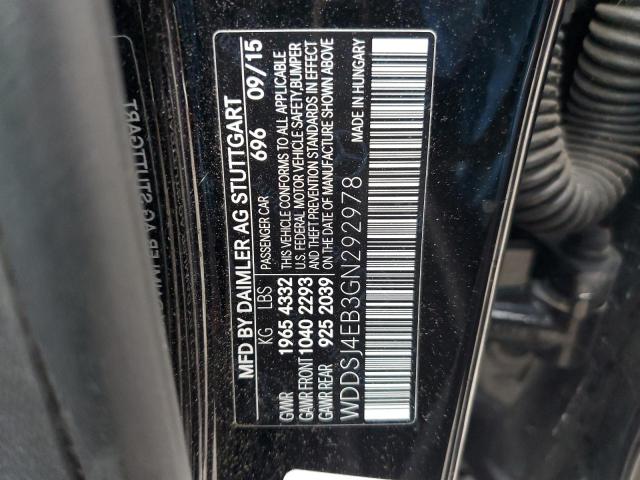 MFD BY DAIMLER AG STUTTGART
696 09/15
KG LBS PASSENGER CAR
GVWR 1965 4332 THIS VEHICLE CONFORMS TO ALL APPLICABLE
U.S. FEDERAL MOTOR VEHICLE SAFETY, BUMPER
GAWR FRONT 1040 2293 AND THEFT PREVENTION STANDARDS IN EFFECT
GAWR REAR 925 2039 ON DATE OF MANUFACTURE SHOWN ABOVE
WDDSJ4EB3GN292978 MADE IN HUNGARY